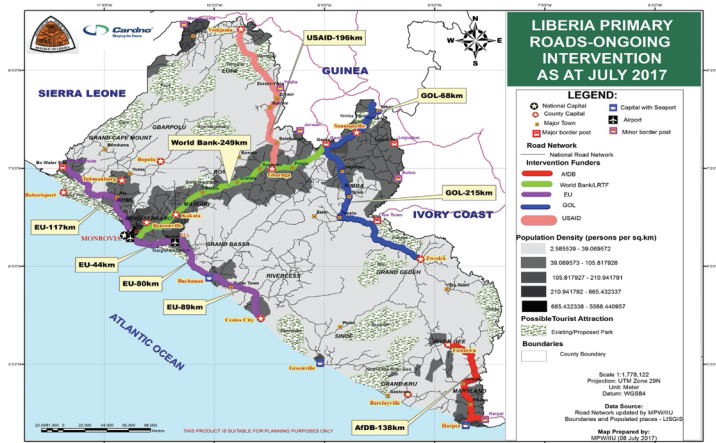 LIBERIA PRIMARY
ROADS-ONGOING
INTERVENTION
AS AT JULY 2017
Cardno
Shaping the Future
USAID-196km
GUINEA
SIERRA LEONE
GOL-68km
World Bank-249km
GOL-215km
IVORY COAST
EU-117km
EU-44km
EU-80km
EU-89km
AfDB-138km
ATLANTIC OCEAN
N
W
E
S
Voinjama
LOFA
GBARPOLU
GRAND CAPE MOUNT
Bopolu
Tubmanburg
Robertsport
BOMI
MONROVIA
Kakata
Gbarnga
Sanniquellie
NIMBA
GRAND BASSA
Buchanan
RIVERCESS
Cestos City
GRAND GEDEH
Zwedru
SINOE
Greenville
RIVER GEE
Fishtown
GRAND KRU
Barclayville
MARYLAND
Harper
THIS PRODUCT IS SUITABLE FOR PLANNING PURPOSES ONLY
LEGEND:
National Capital
County Capital
Major Town
Major border post
Capital with Seaport
Airport
Minor border post
Road Network
National Road Network
Intervention Funders
AfDB
World Bank/LRTF
EU
GOL
USAID
Population Density (persons per sq.km)
2.585539 - 39.069572
39.069573 - 105.817926
105.817927 - 210.941791
210.941792 - 665.432337
665.432338 - 5568.440957
PossibleTourist Attraction
Existing/Proposed Park
Boundaries
County Boundary
Scale 1:1,778,122
Projection: UTM Zone 29N
Unit: Meter
Datum: WGS84
Data Source:
Road Network updated by MPW/IIU
Boundaries and Populated places - LISGIS
Map Prepared by:
MPW/IIU (08 July 2017)